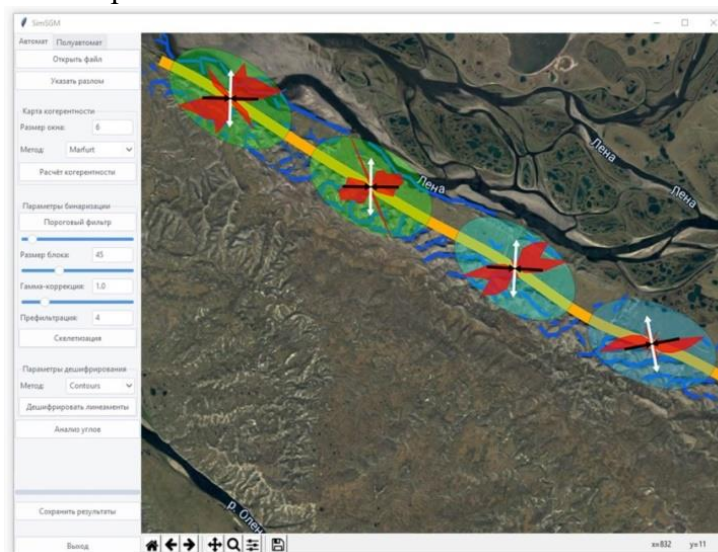 SimSGM
Автомат Полуавтомат
Открыть файл
Указать разлом
Карта когерентности
Размер окна: 6
Метод: Marfurt
Расчёт когерентности
Параметры бинаризации
Пороговый фильтр
Размер блока: 45
Гамма-коррекция: 1.0
Префильтрация: 4
Скелетизация
Параметры дешифрирования
Метод: Contours
Дешифрировать линеаменты
Анализ углов
Сохранить результаты
Выход
Лена
Лена
Лена
р. Олен
x=832 y=11